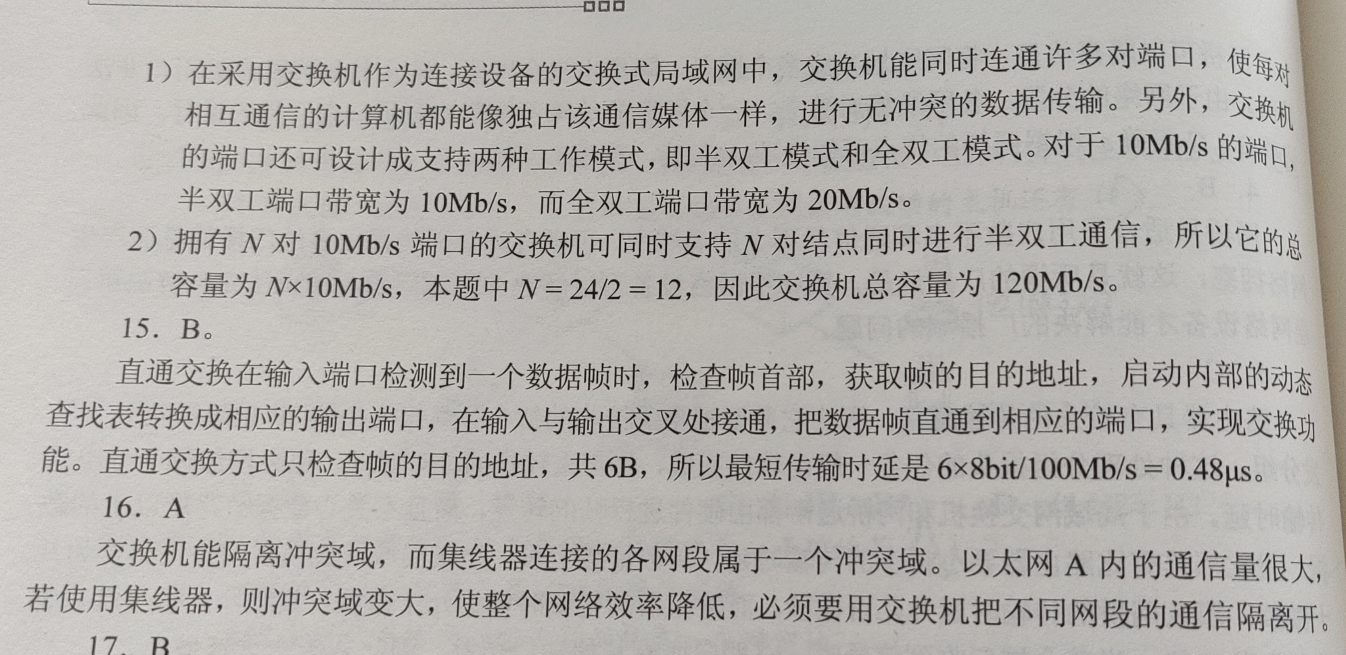 1）在采用交换机作为连接设备的交换式局域网中，交换机能同时连通许多对端口，使每对
相互通信的计算机都能像独占该通信媒体一样，进行无冲突的数据传输。另外，交换机
的端口还可设计成支持两种工作模式，即半双工模式和全双工模式。对于 10Mb/s 的端口，
半双工端口带宽为 10Mb/s，而全双工端口带宽为 20Mb/s。
2）拥有 N 对 10Mb/s 端口的交换机可同时支持 N 对结点同时进行半双工通信，所以它的总
容量为 N×10Mb/s，本题中 N = 24/2 = 12，因此交换机总容量为 120Mb/s。
15．B。
直通交换在输入端口检测到一个数据帧时，检查帧首部，获取帧的目的地址，启动内部的动态
查找表转换成相应的输出端口，在输入与输出交叉处接通，把数据帧直通到相应的端口，实现交换功
能。直通交换方式只检查帧的目的地址，共 6B，所以最短传输时延是 6×8bit/100Mb/s = 0.48μs。
16．A
交换机能隔离冲突域，而集线器连接的各网段属于一个冲突域。以太网 A 内的通信量很大，
若使用集线器，则冲突域变大，使整个网络效率降低，必须要用交换机把不同网段的通信隔离开。
17．B